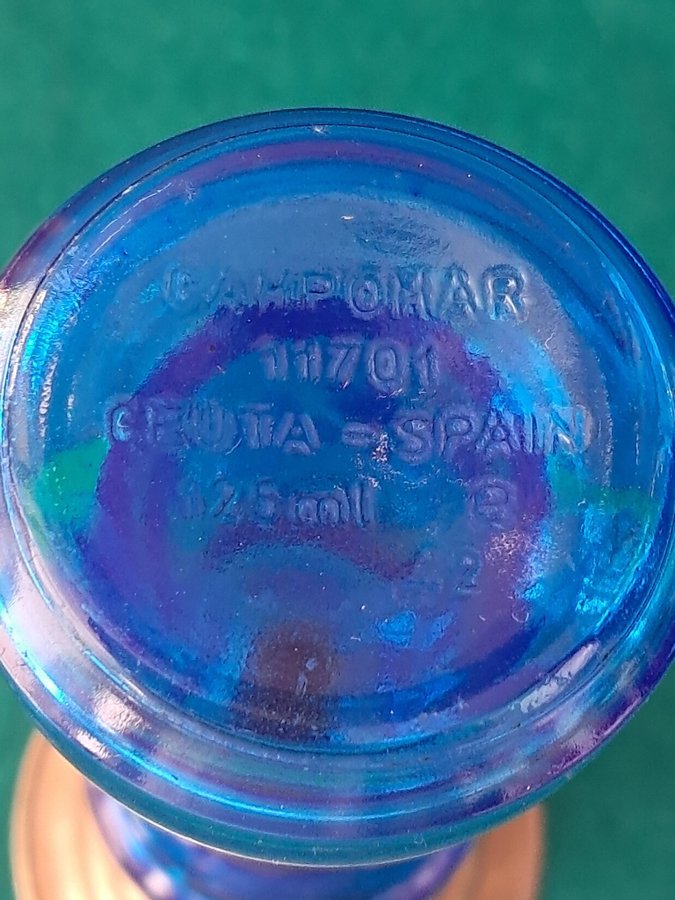 CAMPOMAR
11701
CEUTA = SPAIN
125 ml e